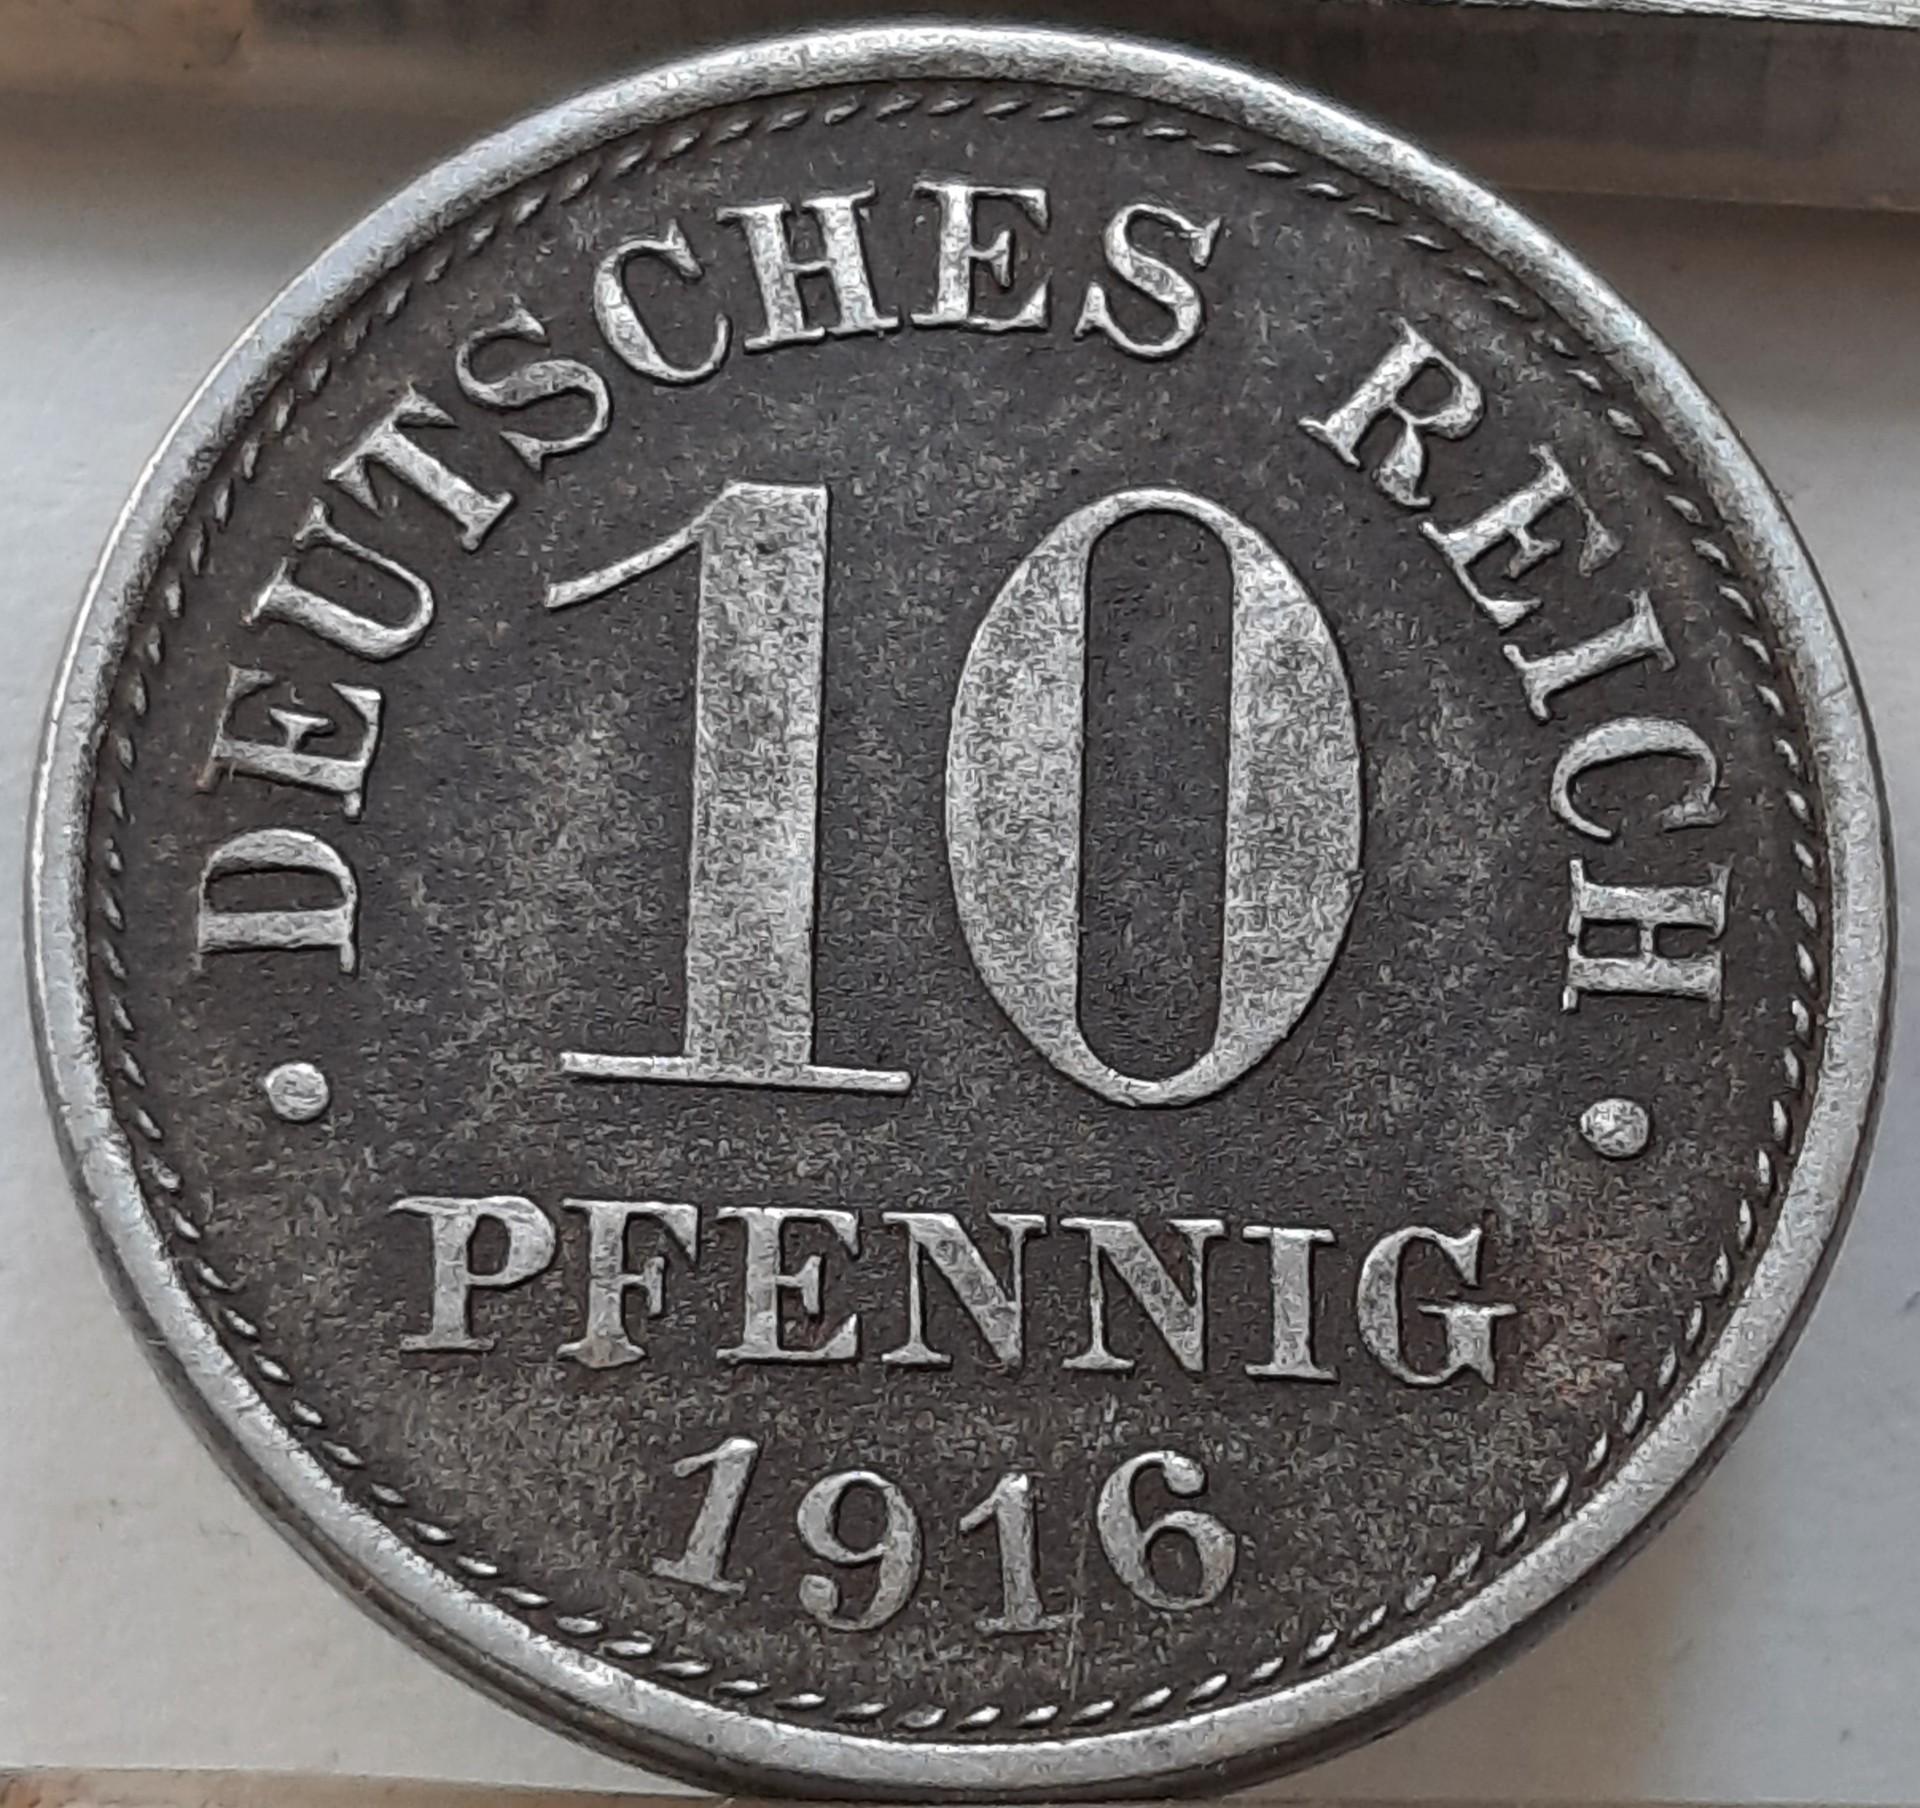 DEUTSCHES REICH
10
PFENNIG
1916